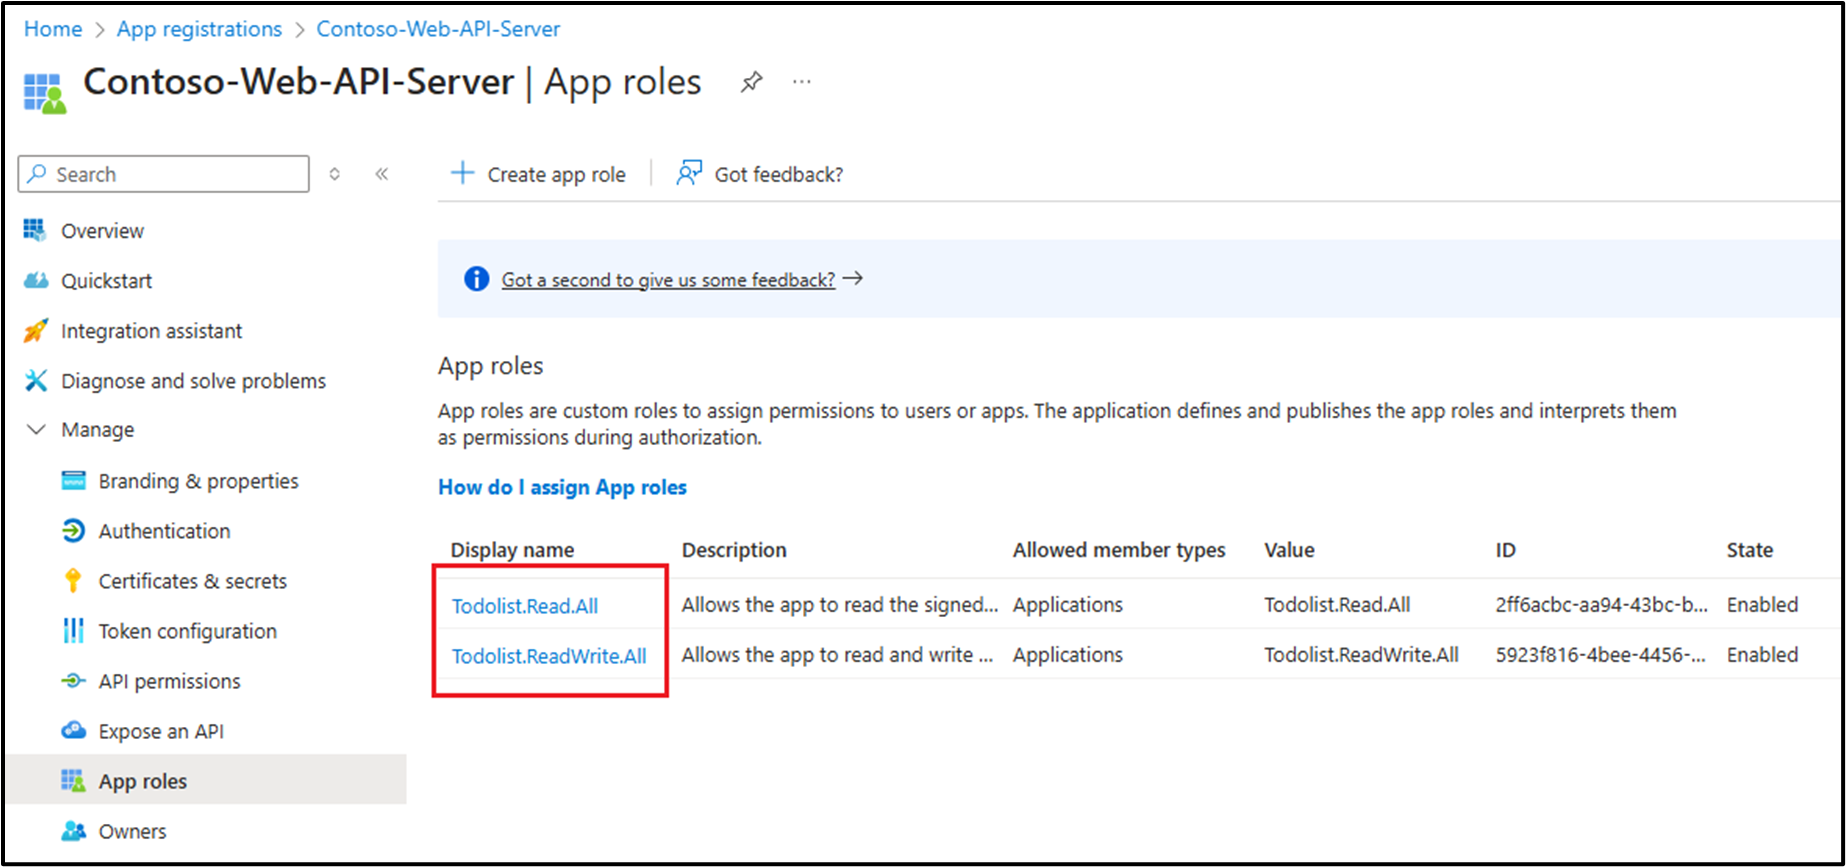 Home > App registrations > Contoso-Web-API-Server
Contoso-Web-API-Server | App roles
Search
Overview
Quickstart
Integration assistant
Diagnose and solve problems
Manage
Branding & properties
Authentication
Certificates & secrets
Token configuration
API permissions
Expose an API
App roles
Owners
Create app role | Got feedback?
Got a second to give us some feedback? →
App roles
App roles are custom roles to assign permissions to users or apps. The application defines and publishes the app roles and interprets them
as permissions during authorization.
How do I assign App roles
Display name Description Allowed member types Value ID State
Todolist.Read.All Allows the app to read the signed... Applications Todolist.Read.All 2ff6acbc-aa94-43bc-b... Enabled
Todolist.ReadWrite.All Allows the app to read and write ... Applications Todolist.ReadWrite.All 5923f816-4bee-4456-... Enabled